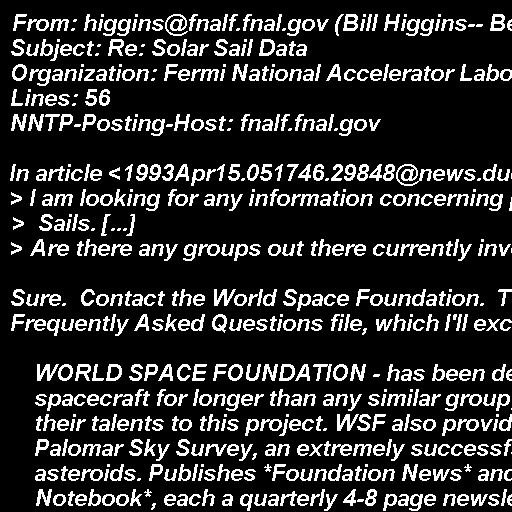 From: higgins@fnalf.fnal.gov (Bill Higgins-- Be
Subject: Re: Solar Sail Data
Organization: Fermi National Accelerator Labo
Lines: 56
NNTP-Posting-Host: fnalf.fnal.gov

In article <1993Apr15.051746.29848@news.du
> I am looking for any information concerning
>  Sails. [...]
> Are there any groups out there currently inv

Sure.  Contact the World Space Foundation.  T
Frequently Asked Questions file, which I'll exc

WORLD SPACE FOUNDATION - has been de
spacecraft for longer than any similar group
their talents to this project. WSF also provid
Palomar Sky Survey, an extremely successf
asteroids. Publishes *Foundation News* and
Notebook*, each a quarterly 4-8 page newsle